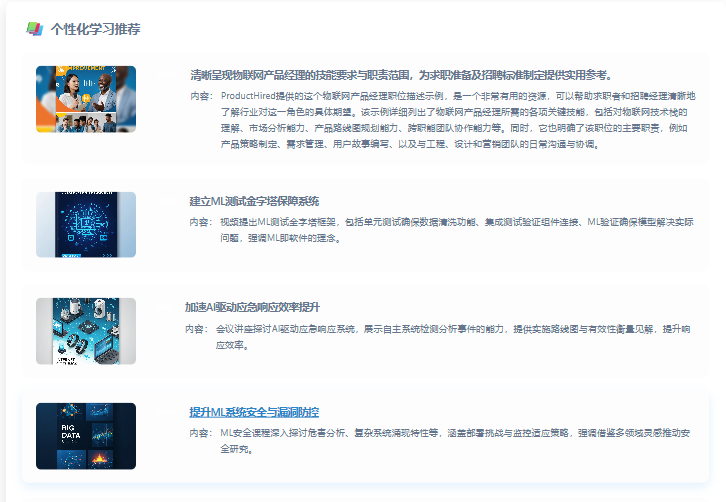 个性化学习推荐
清晰呈现物联网产品经理的技能要求与职责范围，为求职准备及招聘标准制定提供实用参考。
内容： ProductHired提供的这个物联网产品经理职位描述示例，是一个非常有用的资源，可以帮助求职者和招聘经理清晰地
了解行业对这一角色的具体期望。该示例详细列出了物联网产品经理所需的各项关键技能，包括对物联网技术栈的
理解、市场分析能力、产品路线图规划能力、跨职能团队协作能力等。同时，它也明确了该职位的主要职责，例如
产品策略制定、需求管理、用户故事编写、以及与工程、设计和营销团队的日常沟通与协调。
建立ML测试金字塔保障系统
内容： 视频提出ML测试金字塔框架，包括单元测试确保数据清洗功能、集成测试验证组件连接、ML验证确保模型解决实际
问题，强调ML即软件的理念。
加速AI驱动应急响应效率提升
内容： 会议讲座探讨AI驱动应急响应系统，展示自主系统检测分析事件的能力，提供实施路线图与有效性衡量见解，提升响
应效率。
BIG
DATA
提升ML系统安全与漏洞防控
内容： ML安全课程深入探讨危害分析、复杂系统涌现特性等，涵盖部署挑战与监控适应策略，强调借鉴多领域灵感推动安
全研究。